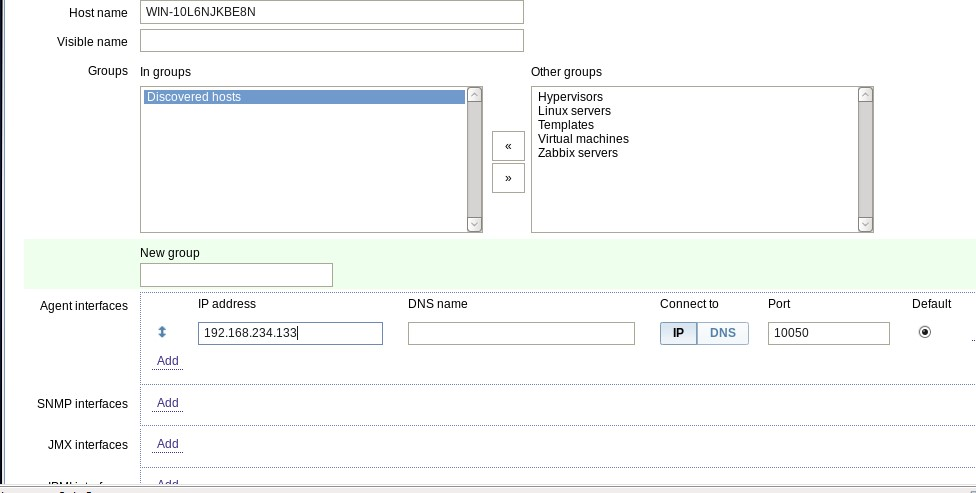 Host name WIN-10L6NJKBE8N
Visible name
Groups In groups Other groups
Discovered hosts
Hypervisors
Linux servers
Templates
Virtual machines
Zabbix servers
«
»
New group
Agent interfaces IP address DNS name Connect to Port Default
192.168.234.133 IP DNS 10050
Add
SNMP interfaces Add
JMX interfaces Add
Add